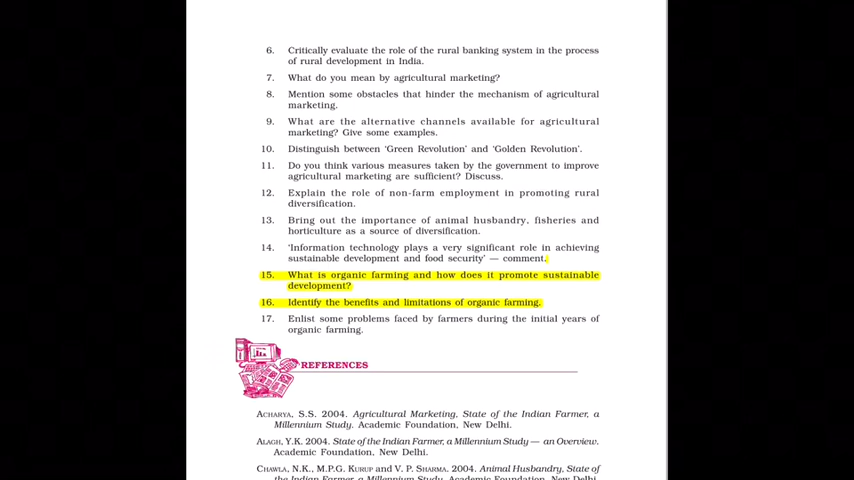 6. Critically evaluate the role of the rural banking system in the process
of rural development in India.
7. What do you mean by agricultural marketing?
8. Mention some obstacles that hinder the mechanism of agricultural
marketing.
9. What are the alternative channels available for agricultural
marketing? Give some examples.
10. Distinguish between ‘Green Revolution’ and ‘Golden Revolution’.
11. Do you think various measures taken by the government to improve
agricultural marketing are sufficient? Discuss.
12. Explain the role of non-farm employment in promoting rural
diversification.
13. Bring out the importance of animal husbandry, fisheries and
horticulture as a source of diversification.
14. ‘Information technology plays a very significant role in achieving
sustainable development and food security’ — comment.
15. What is organic farming and how does it promote sustainable
development?
16. Identify the benefits and limitations of organic farming.
17. Enlist some problems faced by farmers during the initial years of
organic farming.
REFERENCES
ACHARYA, S.S. 2004. Agricultural Marketing, State of the Indian Farmer, a
Millennium Study. Academic Foundation, New Delhi.
ALAGH, Y.K. 2004. State of the Indian Farmer, a Millennium Study — an Overview.
Academic Foundation, New Delhi.
CHAWLA, N.K., M.P.G. KURUP and V. P. SHARMA. 2004. Animal Husbandry, State of
the Indian Farmer, a Millennium Study. Academic Foundation, New Delhi.